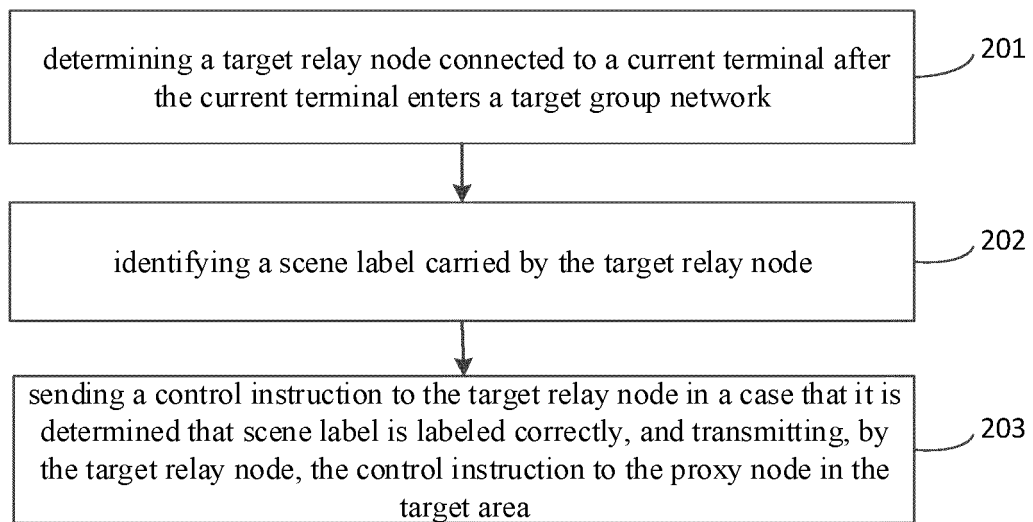 determining a target relay node connected to a current terminal after
the current terminal enters a target group network
201
identifying a scene label carried by the target relay node
202
sending a control instruction to the target relay node in a case that it is
determined that scene label is labeled correctly, and transmitting, by
the target relay node, the control instruction to the proxy node in the
target area
203